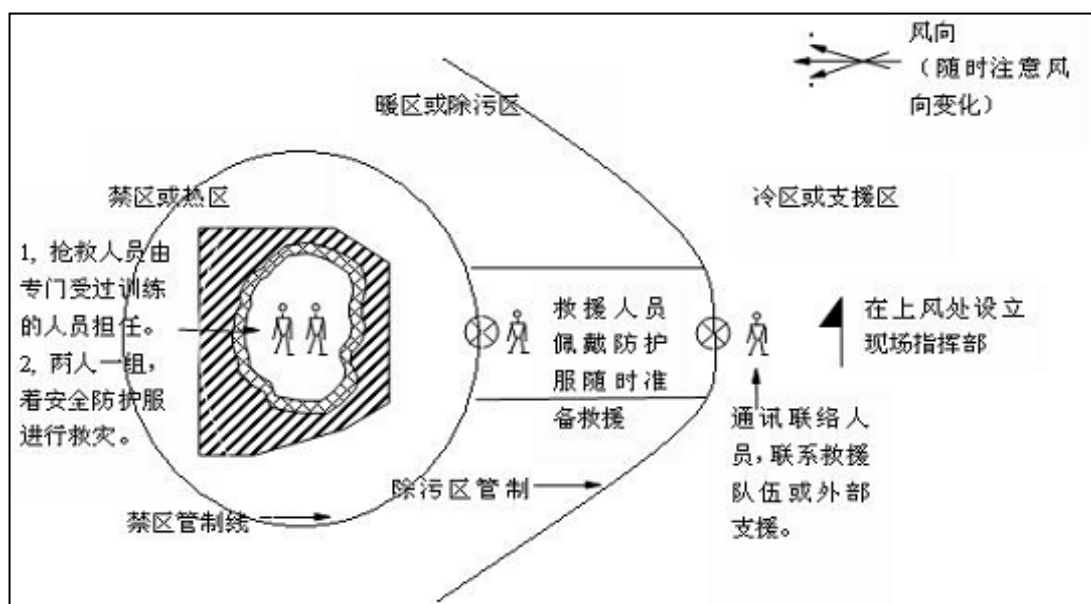 风向
（随时注意风
向变化）
暖区或除污区
禁区或热区
冷区或支援区
1, 抢救人员由
专门受过训练
的人员担任。
2, 两人一组，
着安全防护服
进行救灾。
救援人员
佩戴防护
服随时准
备救援
在上风处设立
现场指挥部
通讯联络人
员，联系救援
队伍或外部
支援。
除污区管制
禁区管制线